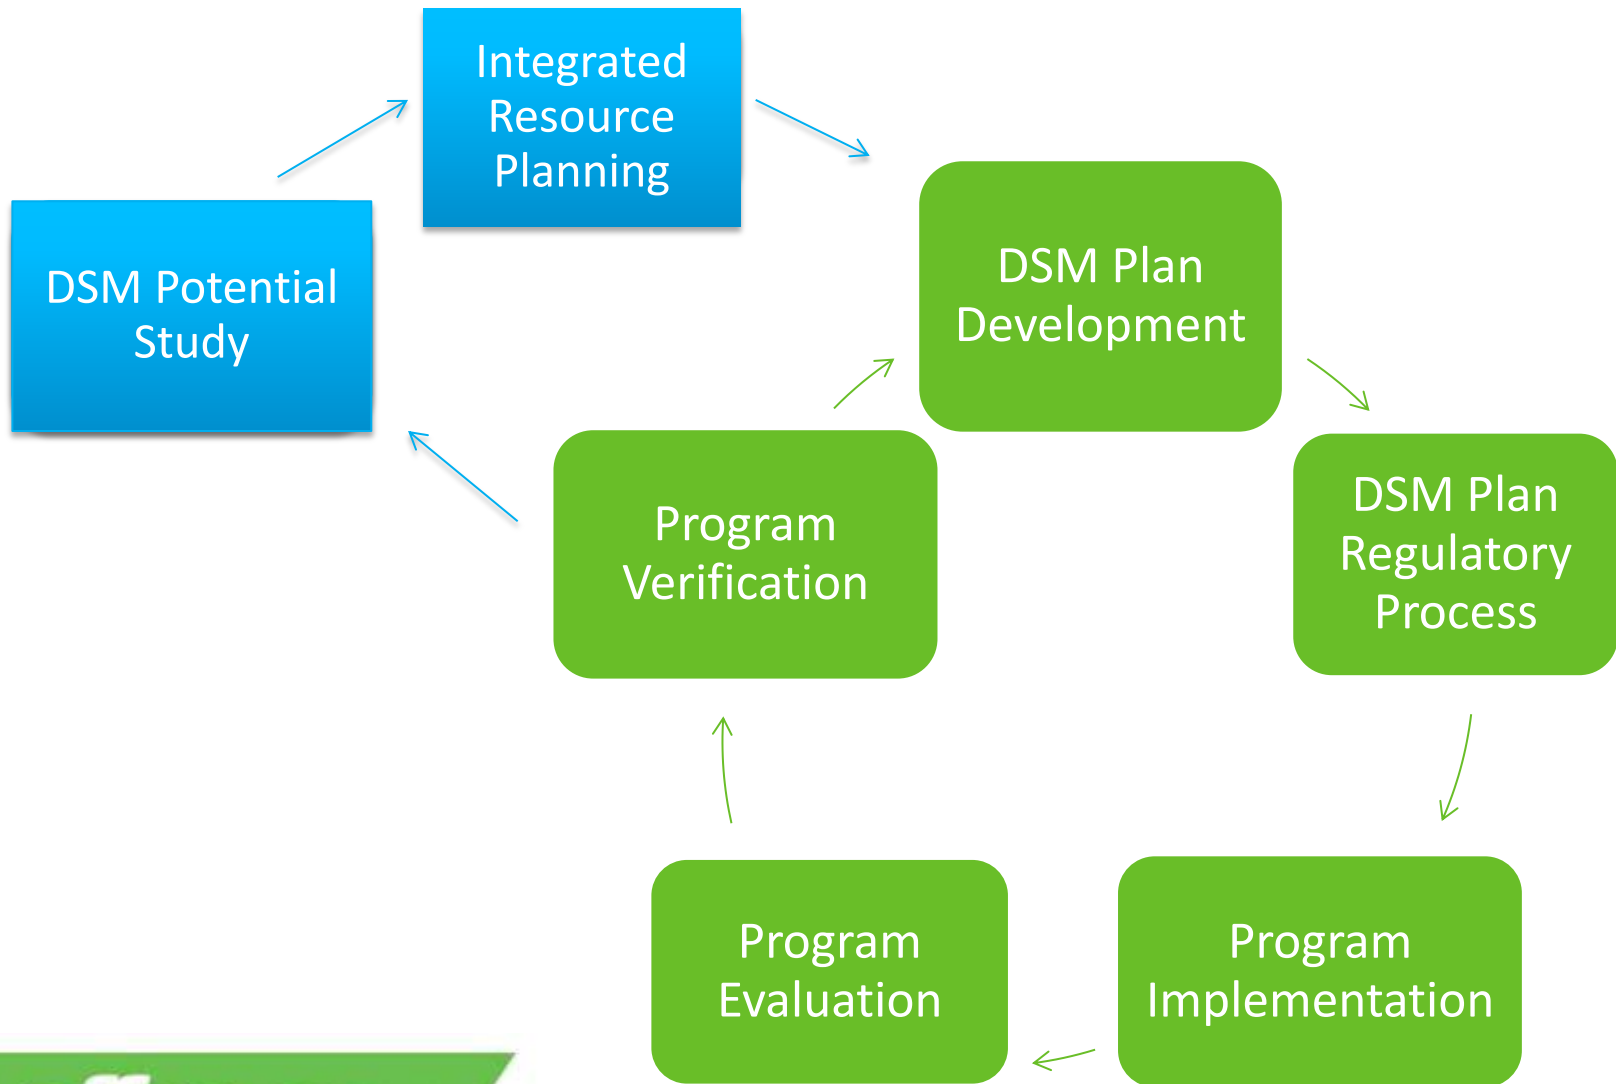 Integrated
Resource
Planning
DSM Potential
Study
DSM Plan
Development
DSM Plan
Regulatory
Process
Program
Verification
Program
Evaluation
Program
Implementation